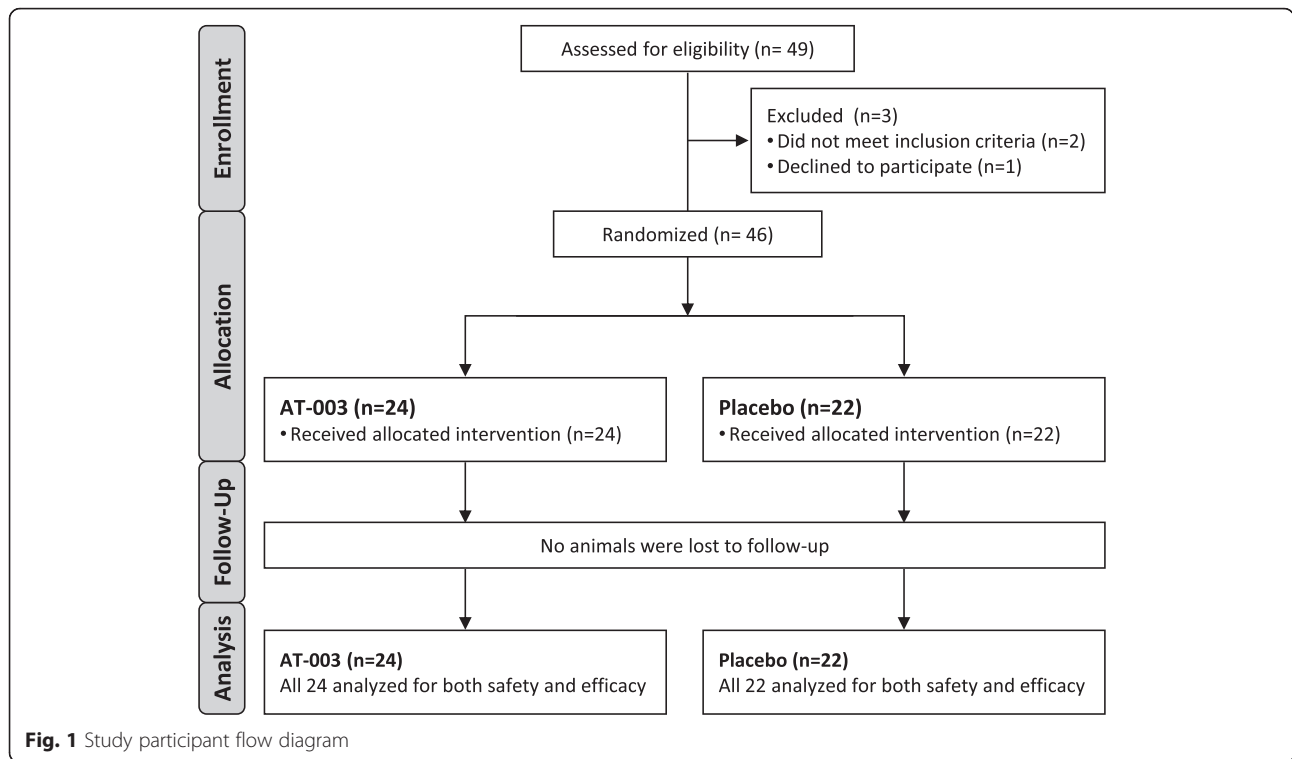 Enrollment
Assessed for eligibility (n= 49)
Excluded (n=3)
• Did not meet inclusion criteria (n=2)
• Declined to participate (n=1)
Allocation
Randomized (n= 46)
AT-003 (n=24)
• Received allocated intervention (n=24)
Placebo (n=22)
• Received allocated intervention (n=22)
Follow-Up
No animals were lost to follow-up
Analysis
AT-003 (n=24)
All 24 analyzed for both safety and efficacy
Placebo (n=22)
All 22 analyzed for both safety and efficacy
Fig. 1 Study participant flow diagram